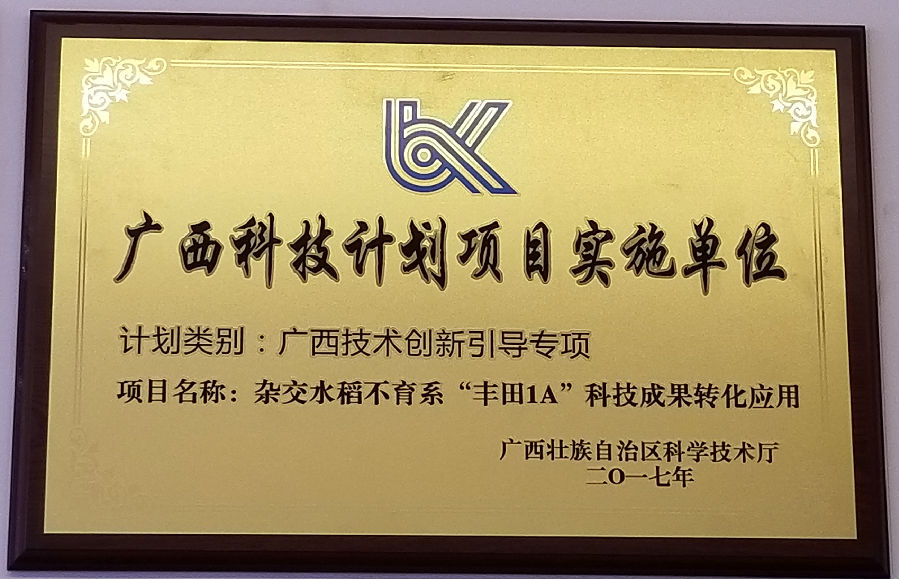 广西科技计划项目实施单位
计划类别：广西技术创新引导专项
项目名称：杂交水稻不育系“丰田1A”科技成果转化应用
广西壮族自治区科学技术厅
二O一七年